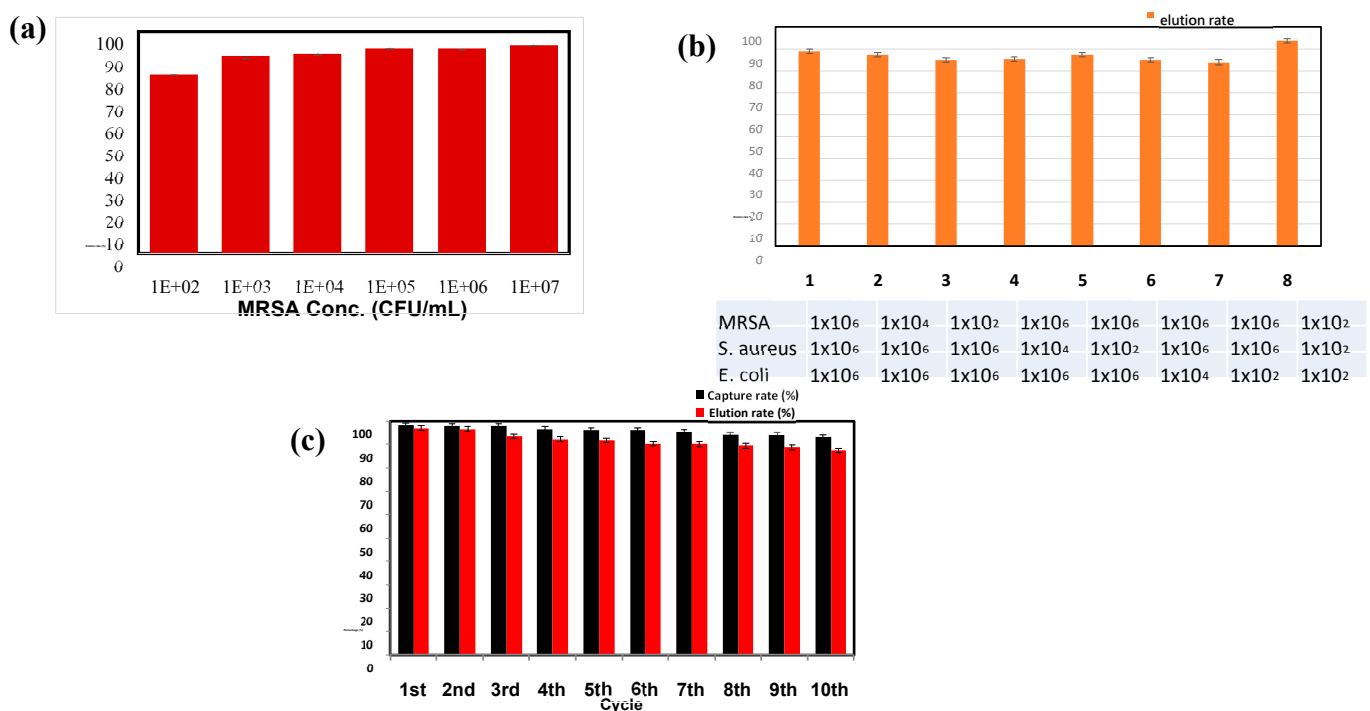 (a)
100
90
80
70
60
50
40
30
20
10
0
1E+02 1E+03 1E+04 1E+05 1E+06 1E+07
MRSA Conc. (CFU/mL)
(b)
elution rate
100
90
80
70
60
50
40
30
20
10
0
1 2 3 4 5 6 7 8
MRSA 1x10₆ 1x10₄ 1x10₂ 1x10₆ 1x10₆ 1x10₆ 1x10₆ 1x10₂
S. aureus 1x10₆ 1x10₆ 1x10₆ 1x10₄ 1x10₂ 1x10₆ 1x10₆ 1x10₂
E. coli 1x10₆ 1x10₆ 1x10₆ 1x10₆ 1x10₆ 1x10₄ 1x10₂ 1x10₂
(c)
Capture rate (%)
Elution rate (%)
100
90
80
70
60
50
40
30
20
10
0
1st 2nd 3rd 4th 5th 6th 7th 8th 9th 10th
Cycle